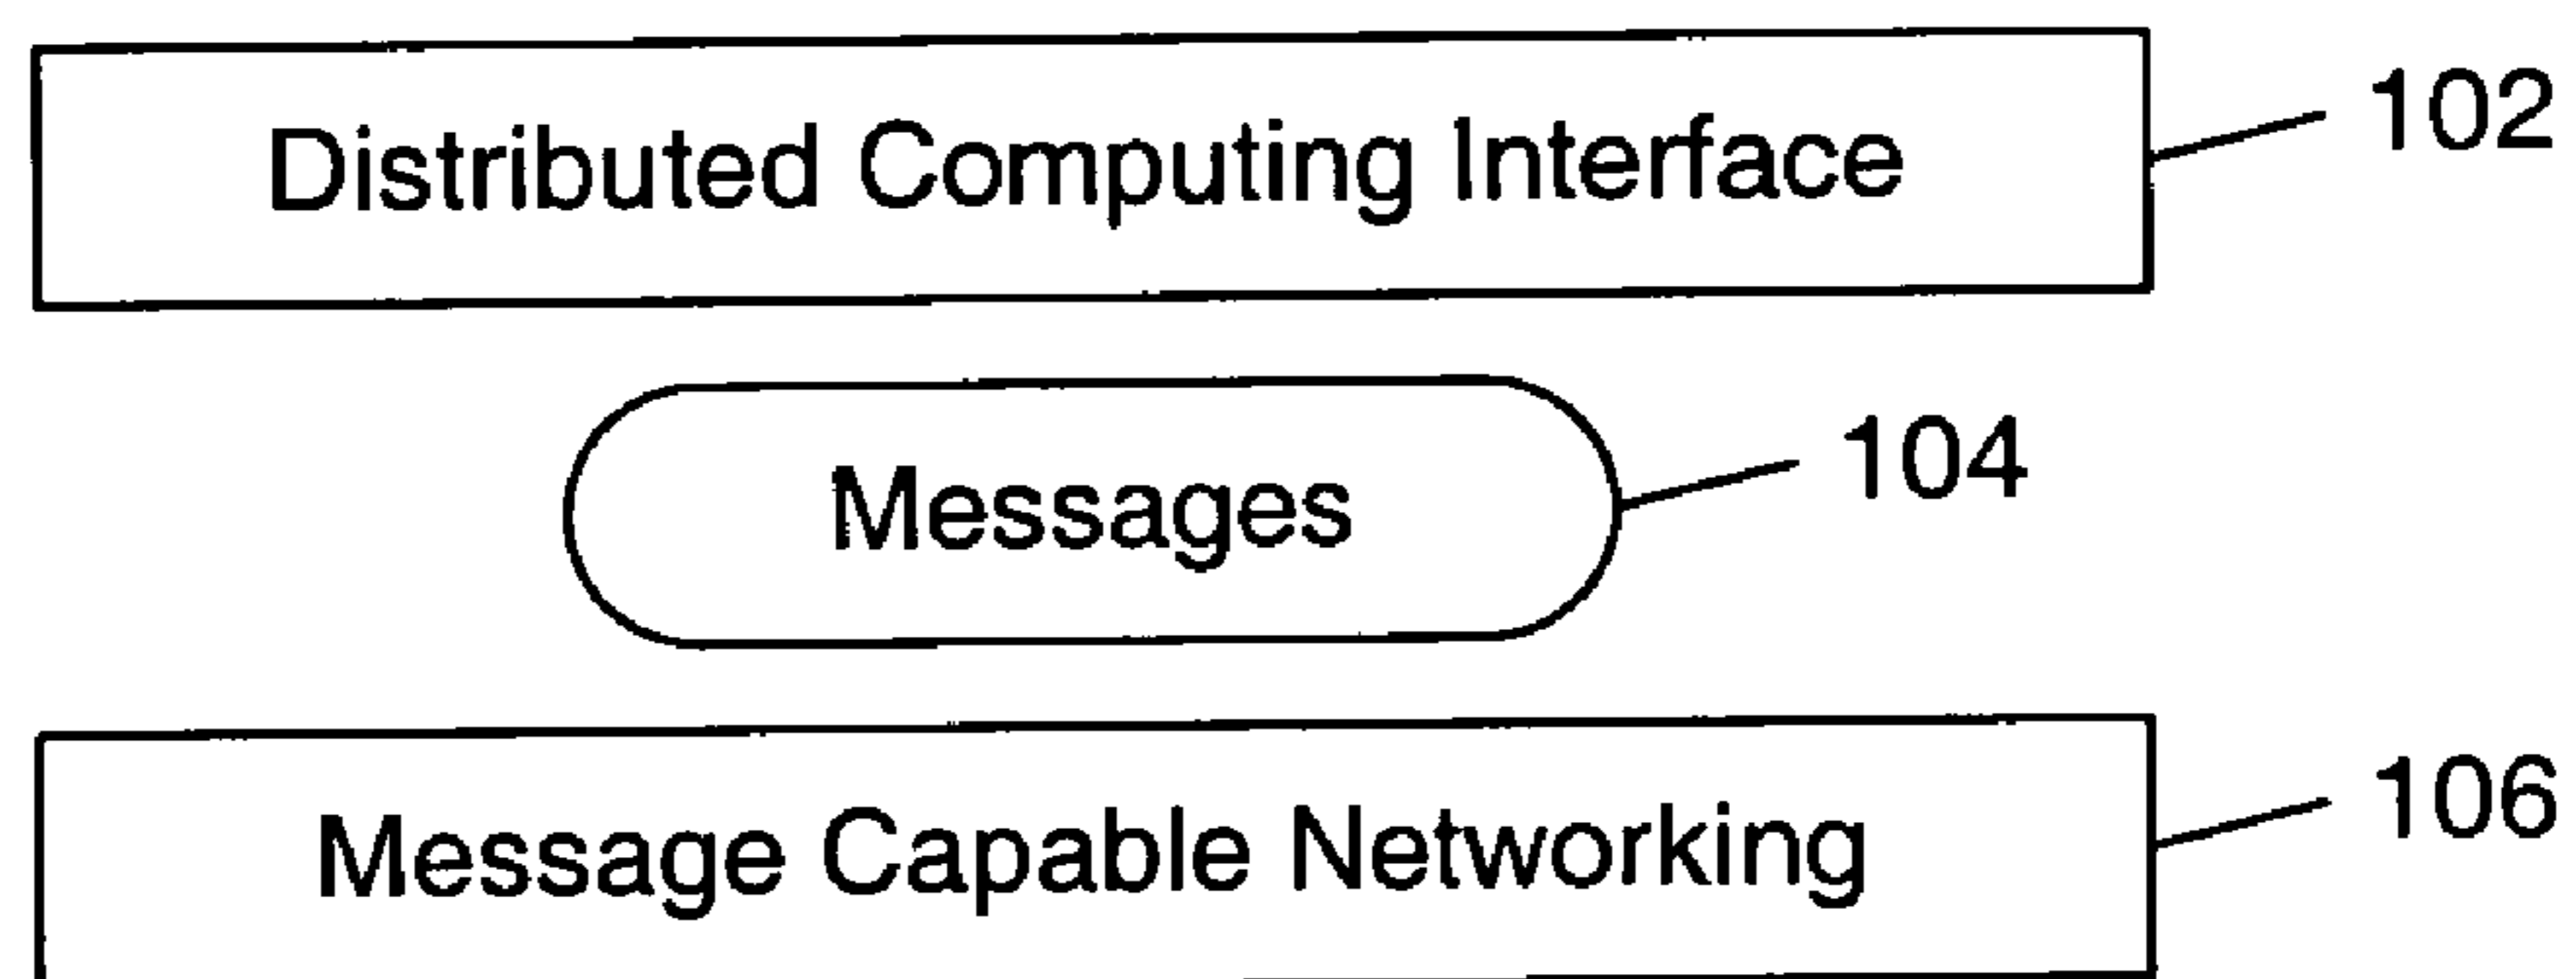 Distributed Computing Interface 102
Messages 104
Message Capable Networking 106